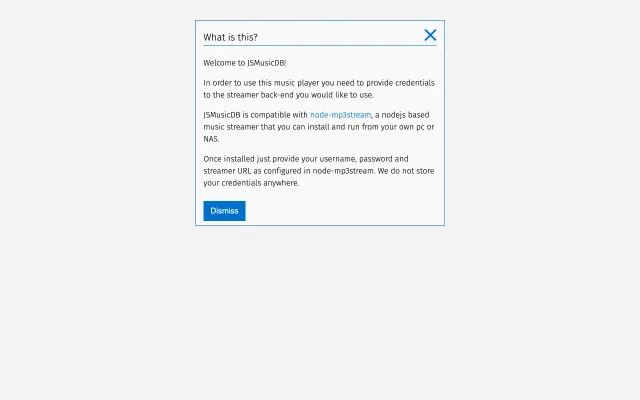 What is this?
Welcome to JSMusicDB!
In order to use this music player you need to provide credentials
to the streamer back-end you would like to use.
JSMusicDB is compatible with node-mp3stream, a nodejs based
music streamer that you can install and run from your own pc or
NAS.
Once installed just provide your username, password and
streamer URL as configured in node-mp3stream. We do not store
your credentials anywhere.
Dismiss